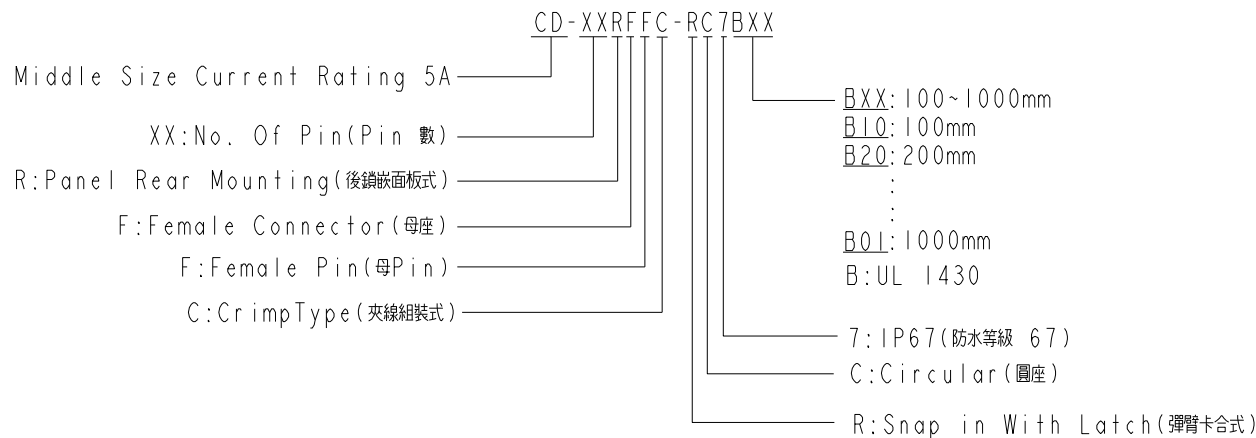 CD-XXRFFC-RC7BXX
Middle Size Current Rating 5A
XX:No. Of Pin(Pin 數)
R:Panel Rear Mounting(後鎖嵌面板式)
F:Female Connector(母座)
F:Female Pin(母Pin)
C:CrimpType(夾線組裝式)
BXX:100~1000mm
B10:100mm
B20:200mm
:
:
B01:1000mm
B:UL 1430
7:IP67(防水等級 67)
C:Circular(圓座)
R:Snap in With Latch(彈臂卡合式)